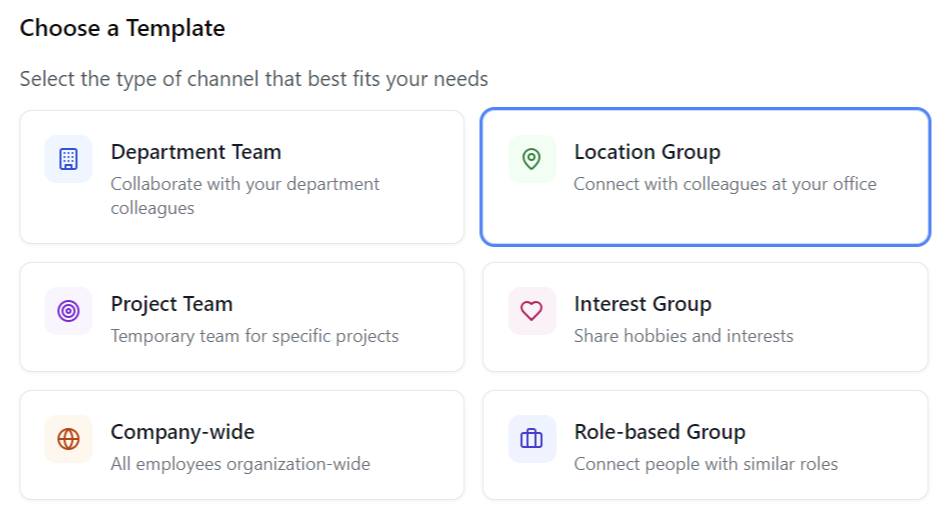 Choose a Template
Select the type of channel that best fits your needs
Department Team
Collaborate with your department
colleagues
Location Group
Connect with colleagues at your office
Project Team
Temporary team for specific projects
Interest Group
Share hobbies and interests
Company-wide
All employees organization-wide
Role-based Group
Connect people with similar roles